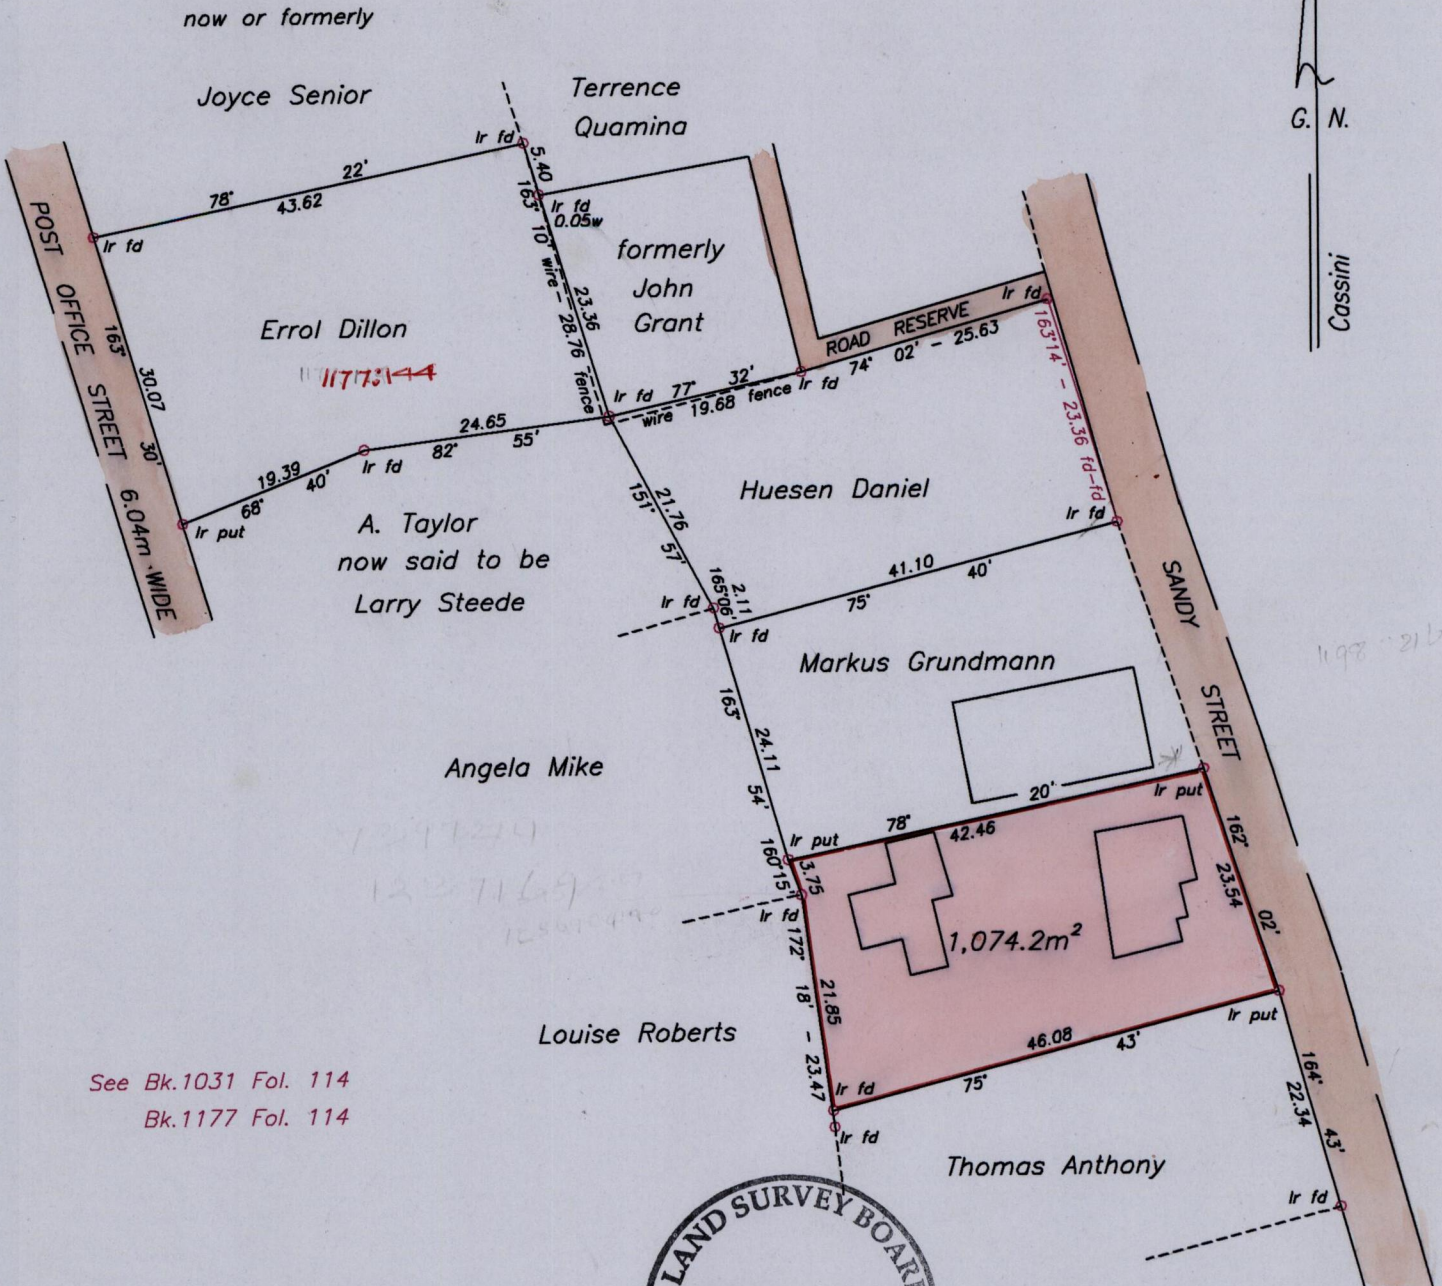 now or formerly
Joyce Senior
Terrence
Quamina
G. N.
Cassini
Ir fd
5.40
22'
78°
43.62
163°
Ir fd
0.05w
10'
Ir fd
POST OFFICE STREET 6.04m WIDE
formerly
John
Grant
wire - 28.76 - fence
23.36
Errol Dillon
163°
30.07
30'
Ir fd
ROAD RESERVE
74° 02' - 25.63
163°14' - 23.36 fd-fd
Ir fd
77° 32'
Ir fd
wire 19.68 fence
24.65
82° 55'
Ir fd
19.39
68° 40'
Ir put
Huesen Daniel
21.76
151° 57'
Ir fd
A. Taylor
now said to be
Larry Steede
41.10
75° 40'
SANDY STREET
2.11
165°06'
Ir fd
Ir fd
Markus Grundmann
163°
24.11
54'
Angela Mike
20'
78°
42.46
Ir put
Ir put
160°15'
3.75
Ir fd
162°
23.54
02'
1,074.2m²
172°
18' - 23.47
21.85
Louise Roberts
46.08
75° 43'
Ir put
Ir fd
Ir fd
164°
22.34
43'
See Bk.1031 Fol. 114
Bk.1177 Fol. 114
Thomas Anthony
Ir fd
LAND SURVEY BOARD